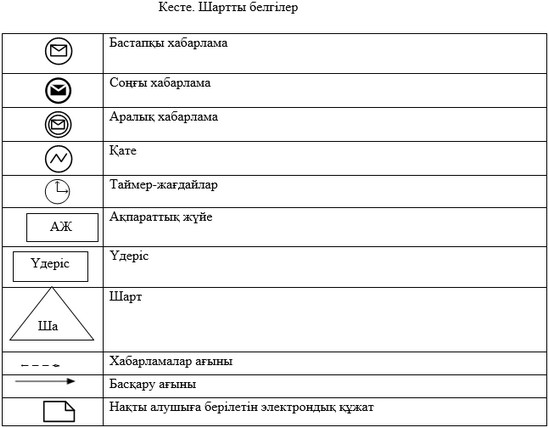 Кесте. Шартты белгілер
Бастапқы хабарлама
Соңғы хабарлама
Аралық хабарлама
Қате
Таймер-жағдайлар
АЖ
Ақпараттық жүйе
Үдеріс
Үдеріс
Ша
Шарт
Хабарламалар ағыны
Басқару ағыны
Нақты алушыға берілетін электрондық құжат